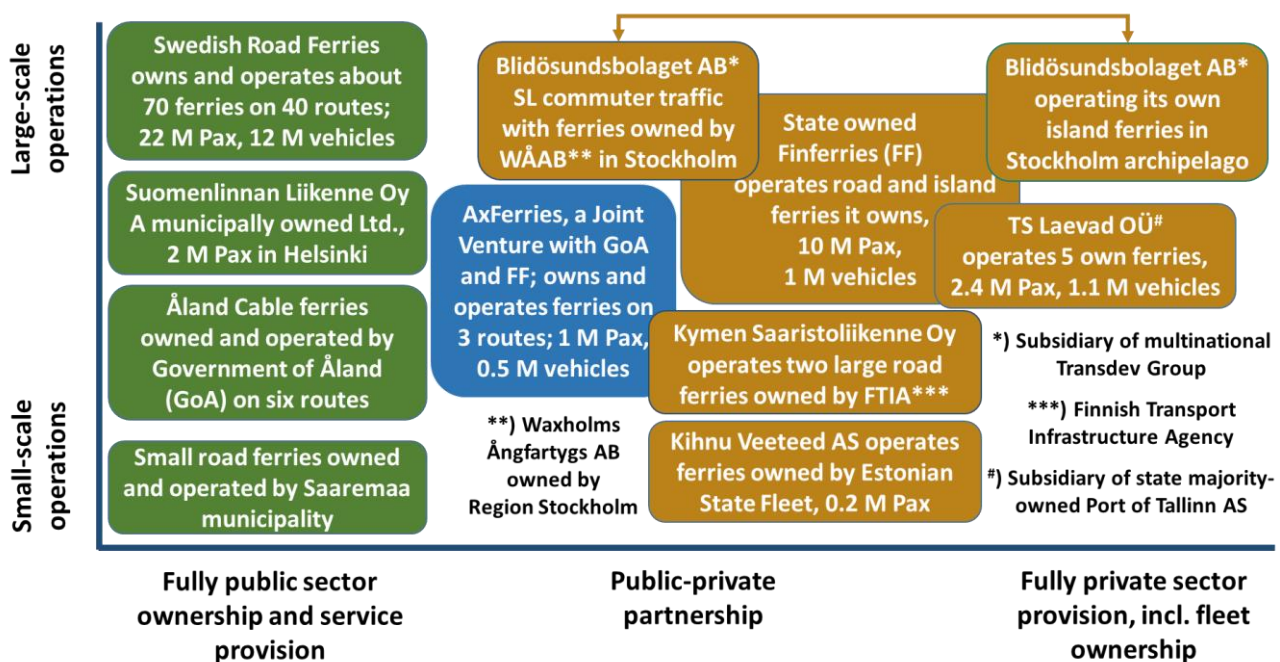 Large-scale
operations
Small-scale
operations
Swedish Road Ferries
owns and operates about
70 ferries on 40 routes;
22 M Pax, 12 M vehicles
Suomenlinnan Liikenne Oy
A municipally owned Ltd.,
2 M Pax in Helsinki
Åland Cable ferries
owned and operated by
Government of Åland
(GoA) on six routes
Small road ferries owned
and operated by Saaremaa
municipality
Blidösundsbolaget AB*
SL commuter traffic
with ferries owned by
WÅAB** in Stockholm
AxFerries, a Joint
Venture with GoA
and FF; owns and
operates ferries on
3 routes; 1 M Pax,
0.5 M vehicles
**) Waxholms
Ångfartygs AB
owned by
Region Stockholm
State owned
Finferries (FF)
operates road and island
ferries it owns,
10 M Pax,
1 M vehicles
Kymen Saaristoliikenne Oy
operates two large road
ferries owned by FTIA***
Kihnu Veeteed AS operates
ferries owned by Estonian
State Fleet, 0.2 M Pax
Blidösundsbolaget AB*
operating its own
island ferries in
Stockholm archipelago
TS Laevad OÜ#
operates 5 own ferries,
2.4 M Pax, 1.1 M vehicles
*) Subsidiary of multinational
Transdev Group
***) Finnish Transport
Infrastructure Agency
#) Subsidiary of state majority-
owned Port of Tallinn AS
Fully public sector
ownership and service
provision
Public-private
partnership
Fully private sector
provision, incl. fleet
ownership